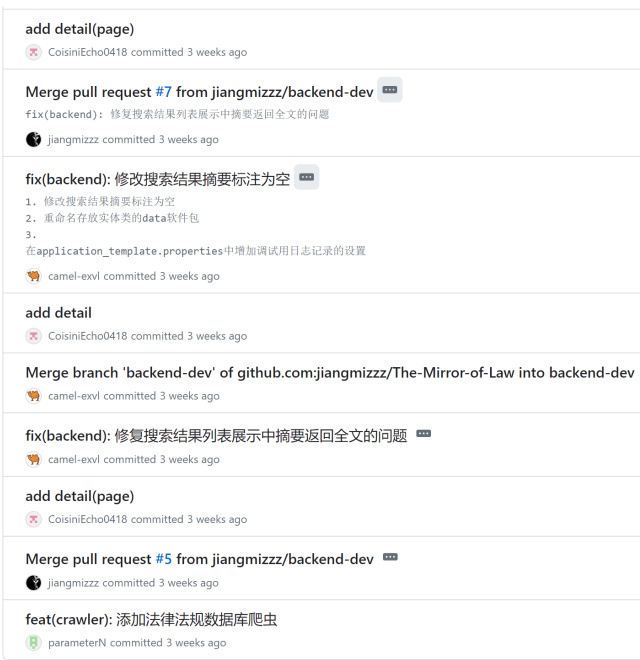 add detail(page)
CoisiniEcho0418 committed 3 weeks ago
Merge pull request #7 from jiangmizzz/backend-dev
fix(backend): 修复搜索结果列表展示中摘要返回全文的问题
jiangmizzz committed 3 weeks ago
fix(backend): 修改搜索结果摘要标注为空
1. 修改搜索结果摘要标注为空
2. 重命名存放实体类的data软件包
3.
在application_template.properties中增加调试用日志记录的设置
camel-exvl committed 3 weeks ago
add detail
CoisiniEcho0418 committed 3 weeks ago
Merge branch 'backend-dev' of github.com:jiangmizzz/The-Mirror-of-Law into backend-dev
camel-exvl committed 3 weeks ago
fix(backend): 修复搜索结果列表展示中摘要返回全文的问题
camel-exvl committed 3 weeks ago
add detail(page)
CoisiniEcho0418 committed 3 weeks ago
Merge pull request #5 from jiangmizzz/backend-dev
jiangmizzz committed 3 weeks ago
feat(crawler): 添加法律法规数据库爬虫
parameterN committed 3 weeks ago